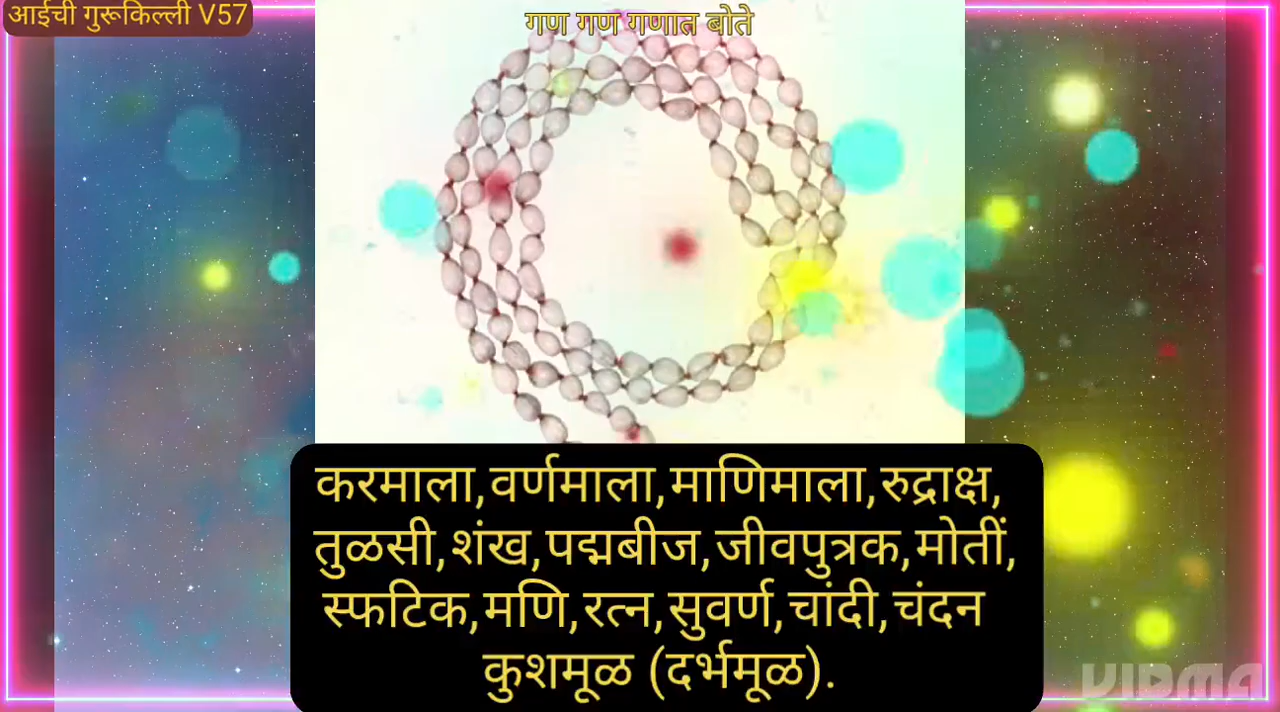 आईची गुरूकिल्ली V57
गण गण गणात बोते
करमाला,वर्णमाला,माणिमाला,रुद्राक्ष,
तुळसी,शंख,पद्मबीज,जीवपुत्रक,मोतीं,
स्फटिक,मणि,रत्न,सुवर्ण,चांदी,चंदन
कुशमूळ (दर्भमूळ).
VIDMA